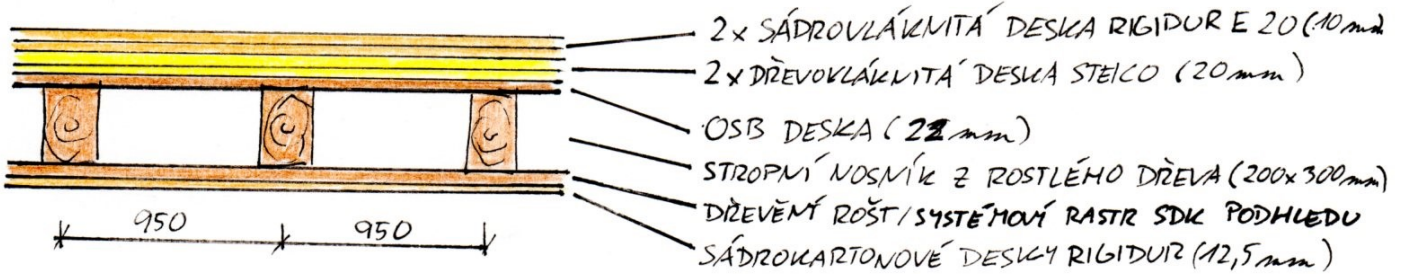 2x SÁDROVLÁKNITÁ DESKA RIGIDUR E 20 (10 mm)
2x DŘEVOVLÁKNITÁ DESKA STEICO (20 mm)
OSB DESKA (22 mm)
STROPNÍ NOSNÍK Z ROSTLÉHO DŘEVA (200x300 mm)
DŘEVĚNÝ ROŠT/SYSTÉMOVÝ RASTR SDK PODHLEDU
SÁDROKARTONOVÉ DESKY RIGIDUR (12,5 mm)
950 950